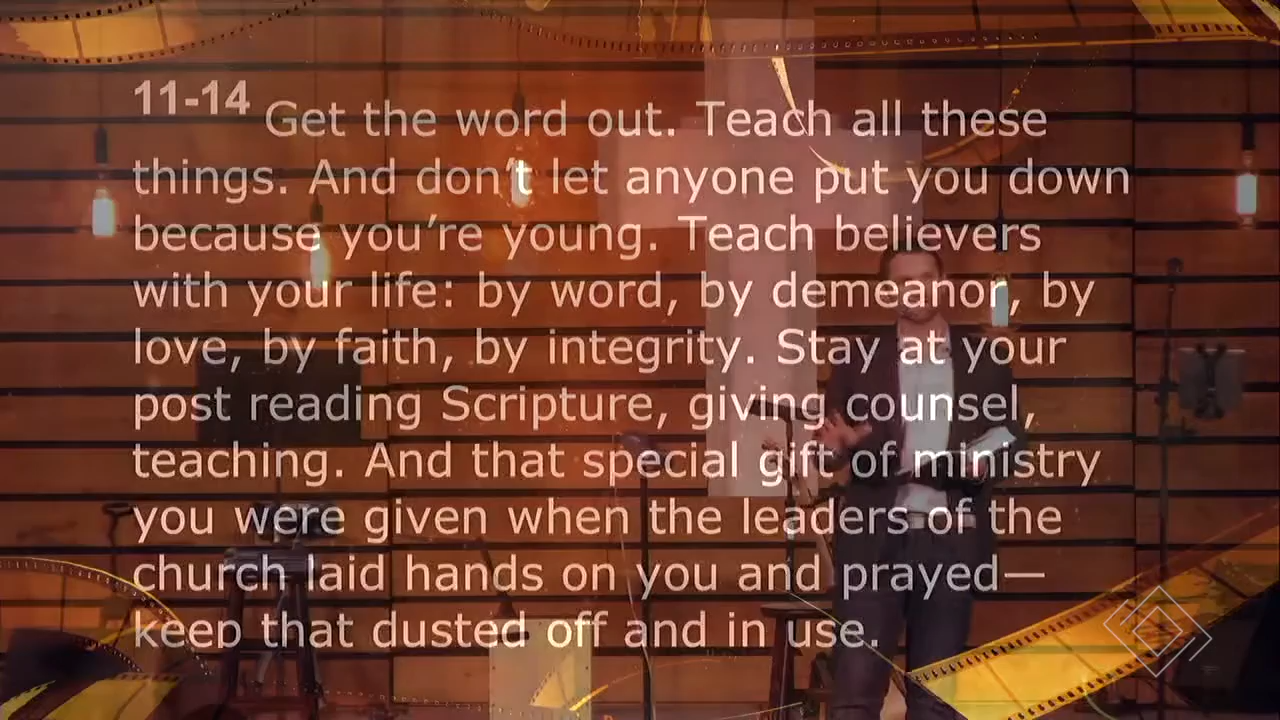 11-14 Get the word out. Teach all these
things. And don’t let anyone put you down
because you’re young. Teach believers
with your life: by word, by demeanor, by
love, by faith, by integrity. Stay at your
post reading Scripture, giving counsel,
teaching. And that special gift of ministry
you were given when the leaders of the
church laid hands on you and prayed—
keep that dusted off and in use.